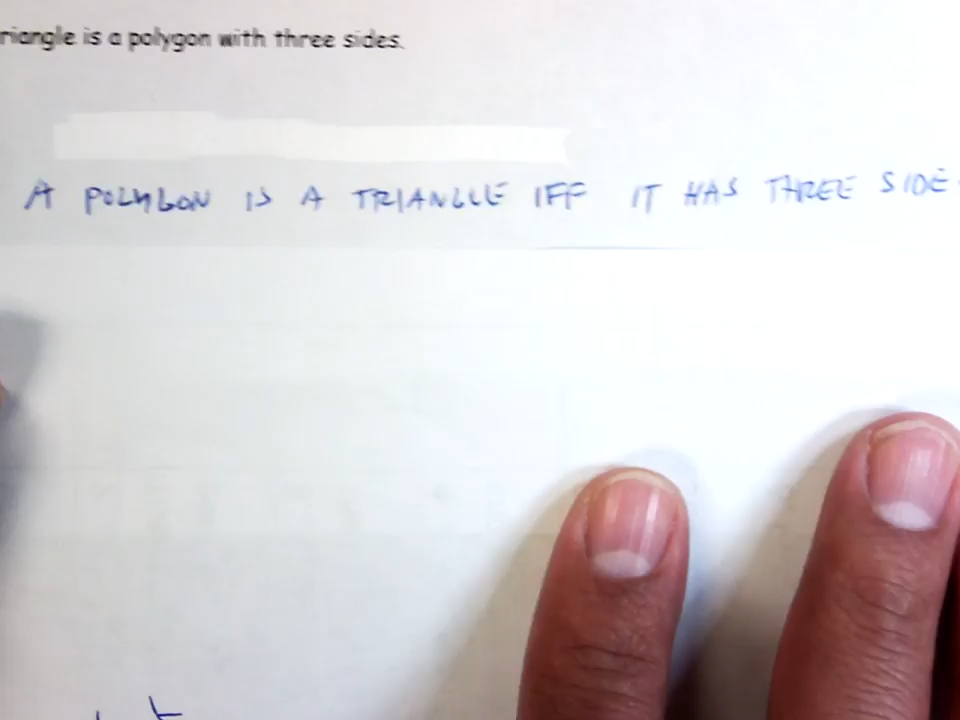 riangle is a polygon with three sides.
A POLYGON IS A TRIANGLE IFF IT HAS THREE SIDE